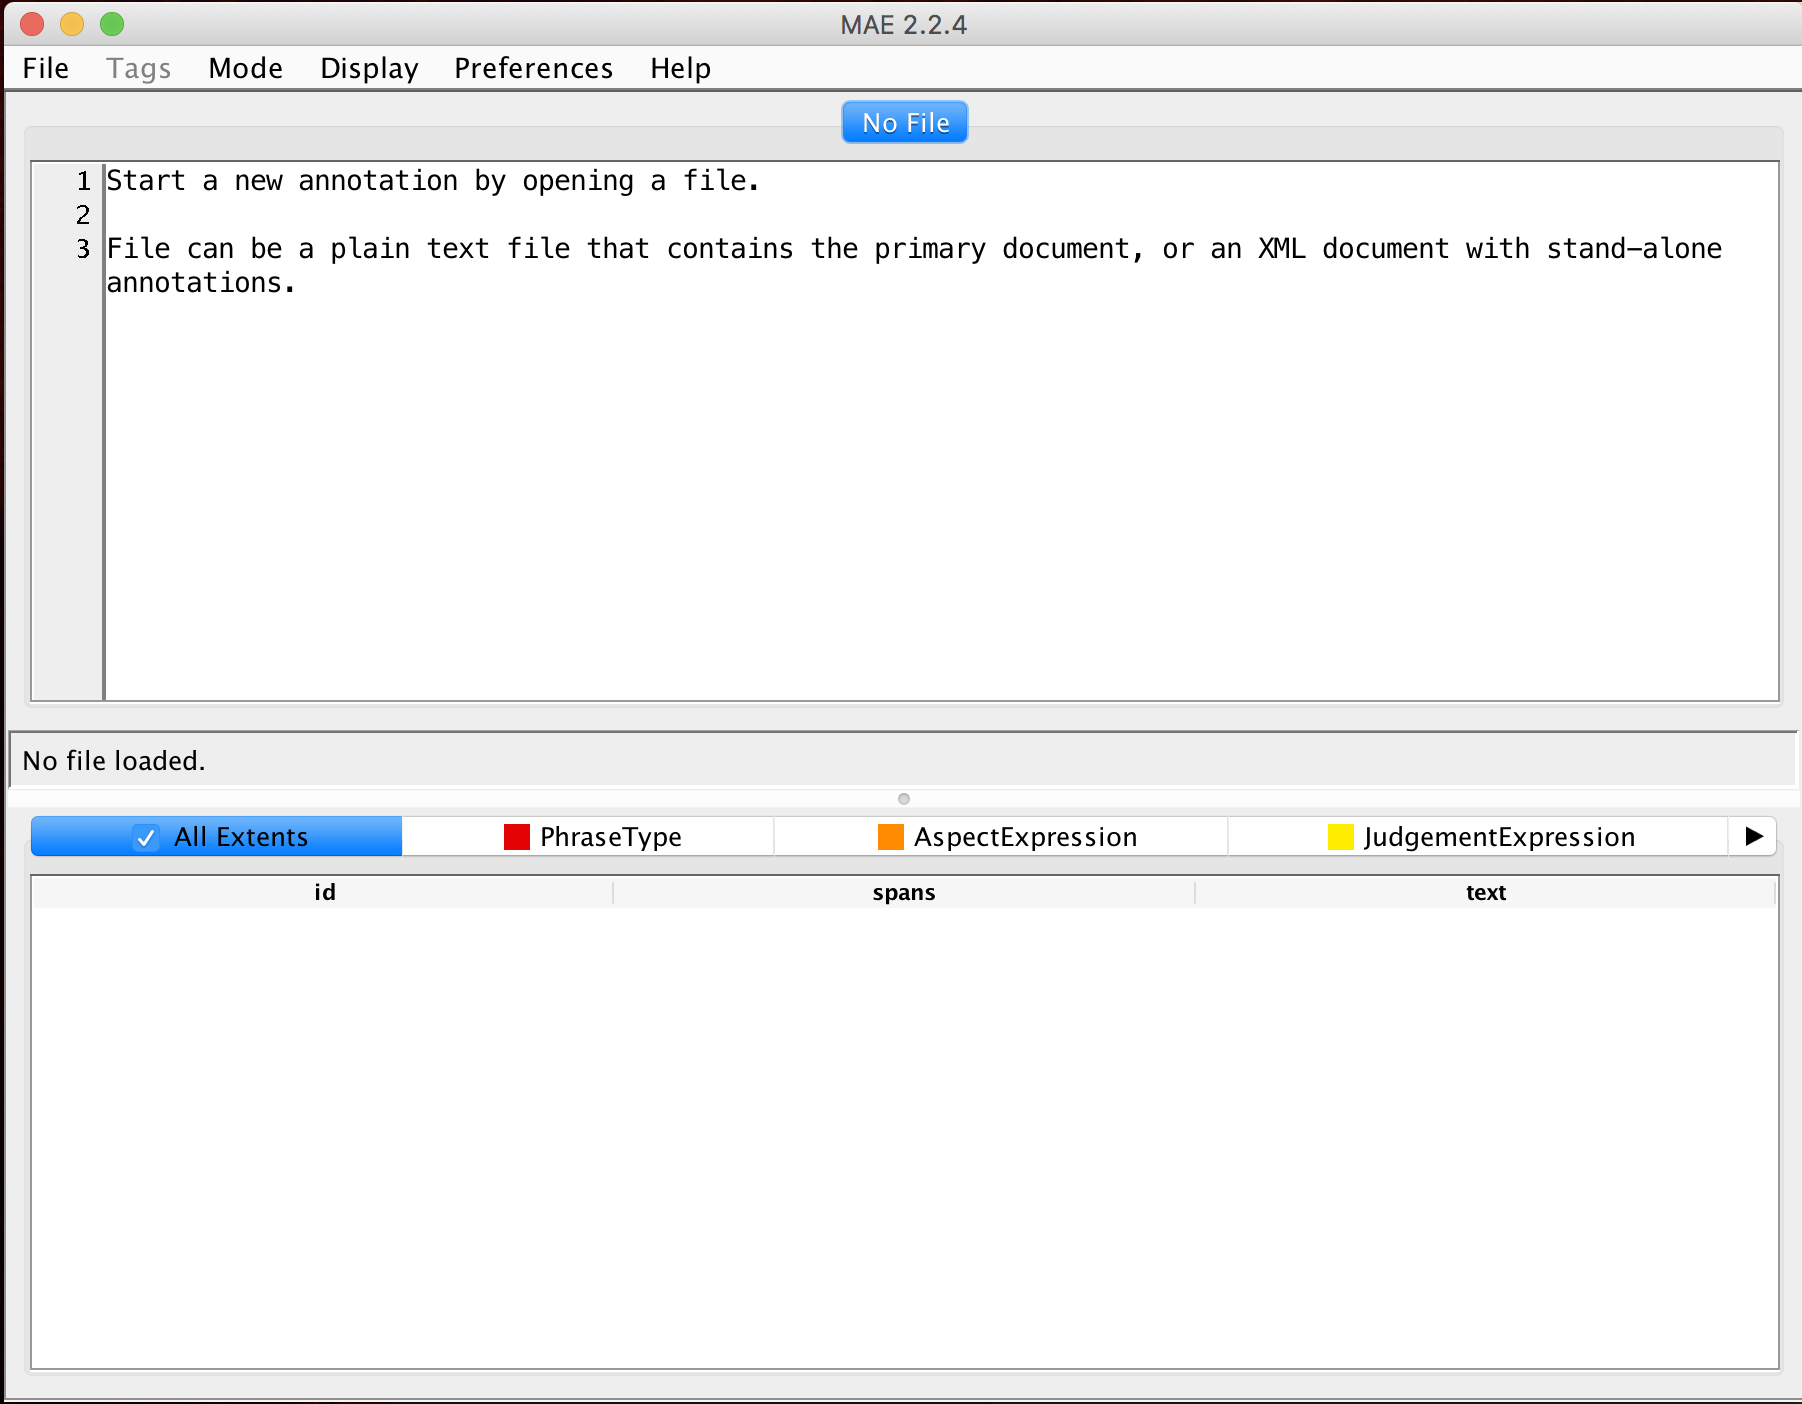 MAE 2.2.4
File Tags Mode Display Preferences Help
No File
1 Start a new annotation by opening a file.
2
3 File can be a plain text file that contains the primary document, or an XML document with stand-alone
annotations.
No file loaded.
All Extents PhraseType AspectExpression JudgementExpression
id spans text